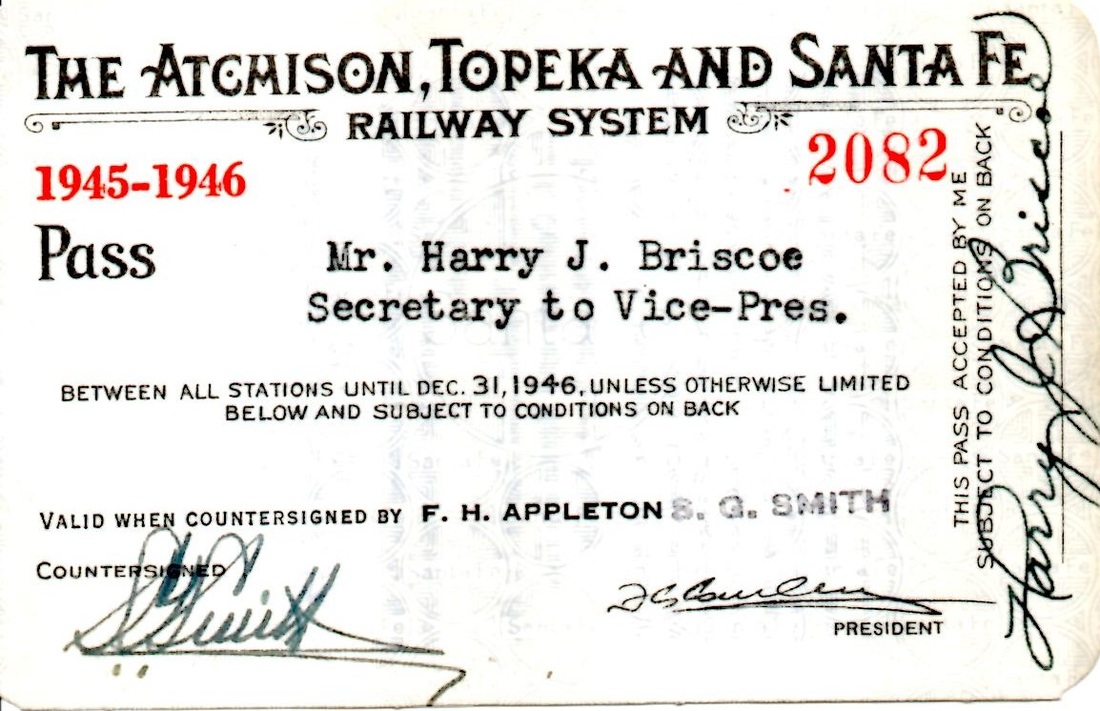 THE ATCHISON, TOPEKA AND SANTA FE
RAILWAY SYSTEM
1945-1946
2082
Pass
Mr. Harry J. Briscoe
Secretary to Vice-Pres.
BETWEEN ALL STATIONS UNTIL DEC. 31, 1946, UNLESS OTHERWISE LIMITED
BELOW AND SUBJECT TO CONDITIONS ON BACK
VALID WHEN COUNTERSIGNED BY F. H. APPLETON S. G. SMITH
COUNTERSIGNED
S G Smith
PRESIDENT
THIS PASS ACCEPTED BY ME
SUBJECT TO CONDITIONS ON BACK
Harry J Briscoe